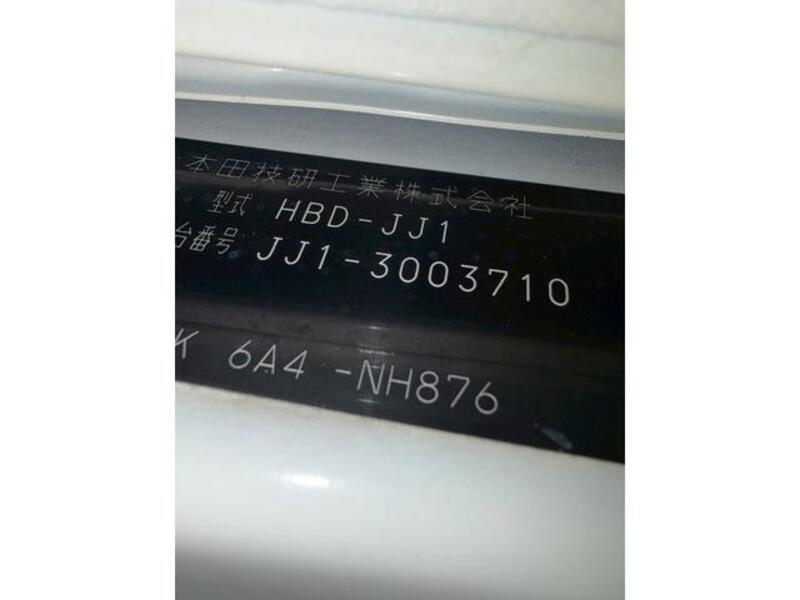 本田技研工業株式会社
型式 HBD-JJ1
台番号 JJ1-3003710
K 6A4 -NH876